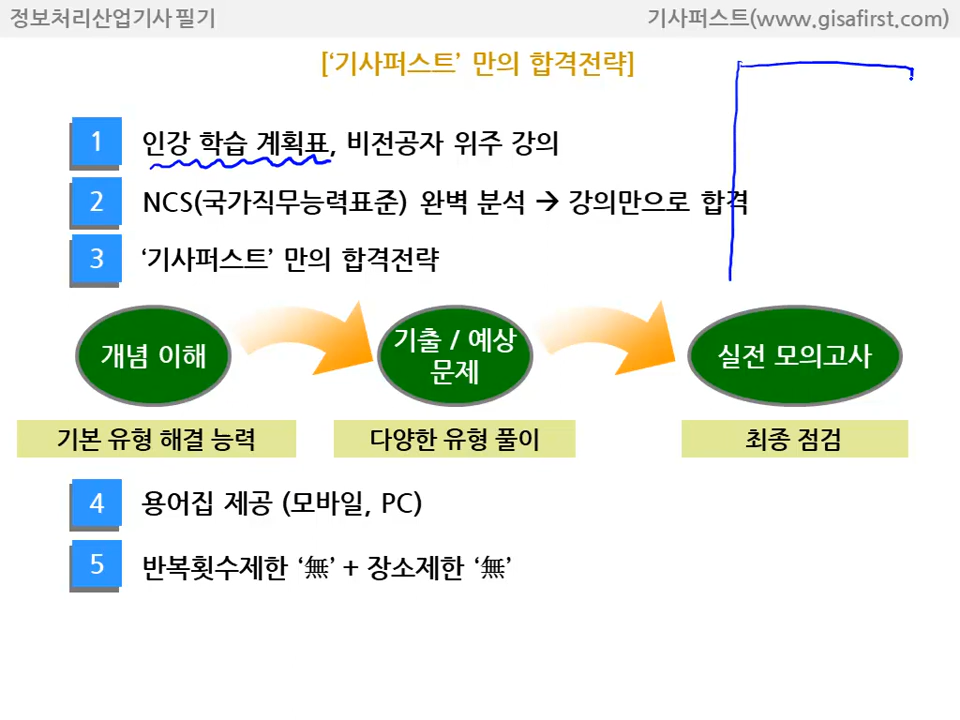 정보처리산업기사 필기
기사퍼스트(www.gisafirst.com)
[‘기사퍼스트’ 만의 합격전략]
1 인강 학습 계획표, 비전공자 위주 강의
2 NCS(국가직무능력표준) 완벽 분석 → 강의만으로 합격
3 ‘기사퍼스트’ 만의 합격전략
개념 이해
기출 / 예상
문제
실전 모의고사
기본 유형 해결 능력
다양한 유형 풀이
최종 점검
4 용어집 제공 (모바일, PC)
5 반복횟수제한 ‘無’ + 장소제한 ‘無’